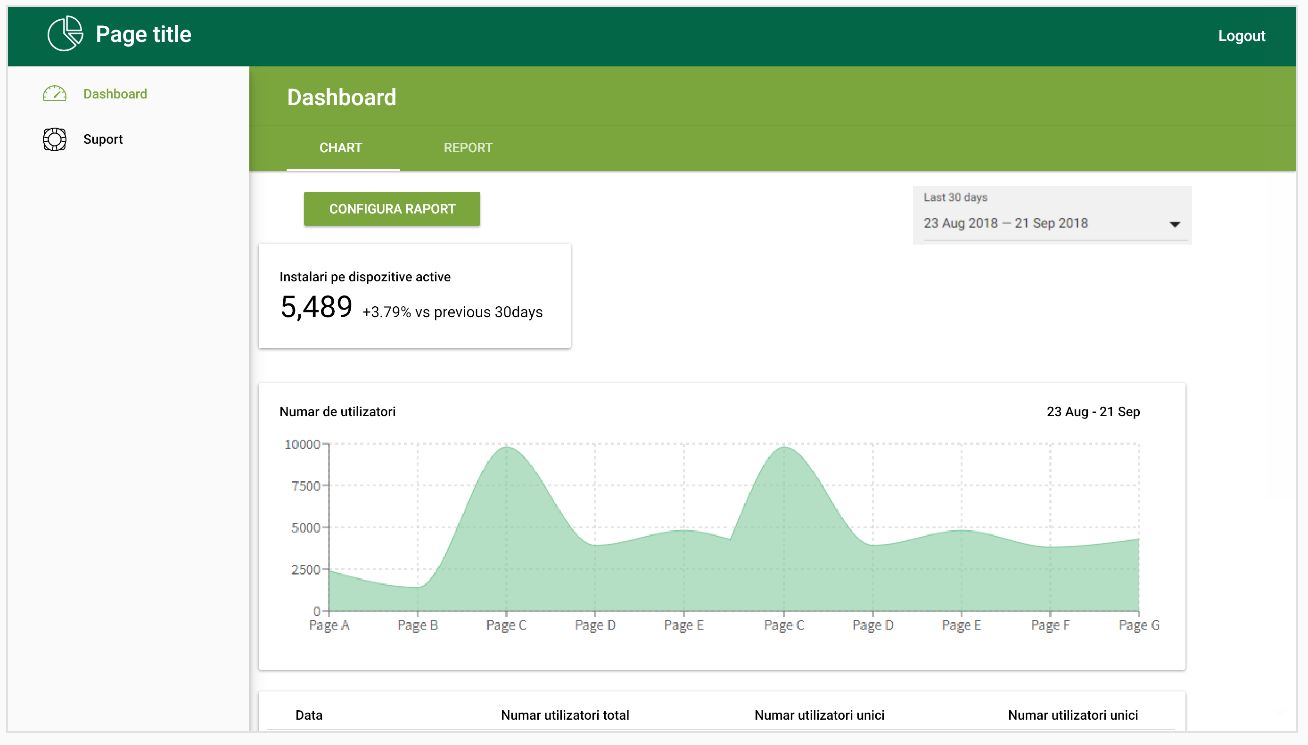 Page title
Logout
Dashboard
Suport
Dashboard
CHART REPORT
CONFIGURA RAPORT
Last 30 days
23 Aug 2018 — 21 Sep 2018
Instalari pe dispozitive active
5,489 +3.79% vs previous 30days
Numar de utilizatori 23 Aug - 21 Sep
10000
7500
5000
2500
0
Page A Page B Page C Page D Page E Page C Page D Page E Page F Page G
Data Numar utilizatori total Numar utilizatori unici Numar utilizatori unici